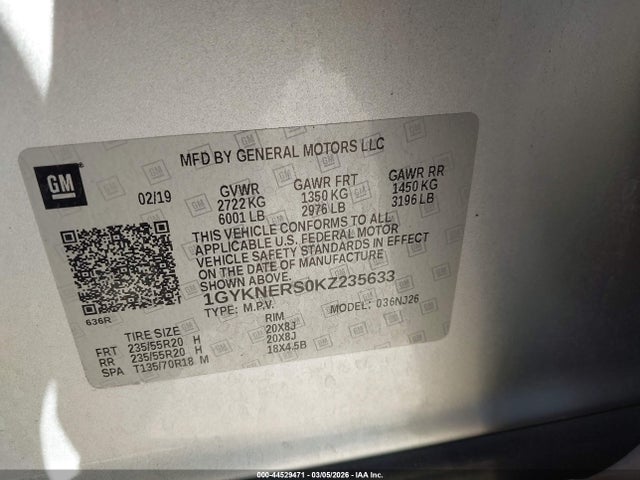 GM
MFD BY GENERAL MOTORS LLC
02/19
GVWR GAWR FRT GAWR RR
2722 KG 1350 KG 1450 KG
6001 LB 2976 LB 3196 LB
THIS VEHICLE CONFORMS TO ALL
APPLICABLE U.S. FEDERAL MOTOR
VEHICLE SAFETY STANDARDS IN EFFECT
ON THE DATE OF MANUFACTURE
SHOWN ABOVE.
1GYKNERS0KZ235633
TYPE: M.P.V. MODEL: 036NJ26
636R
TIRE SIZE RIM
FRT 235/55R20 H 20X8J
RR 235/55R20 H 20X8J
SPA T135/70R18 M 18X4.5B
000-44529471 | 03/05/2026 - IAA Inc.